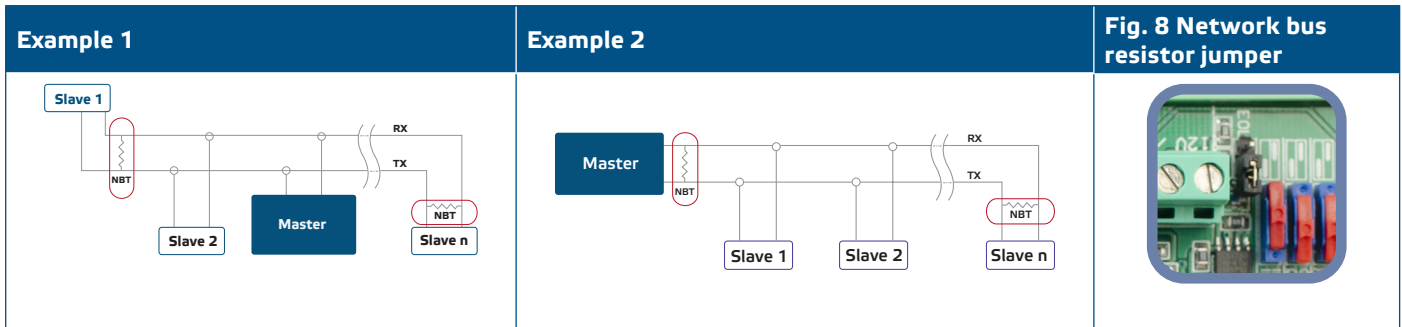 Example 1
Example 2
Fig. 8 Network bus
resistor jumper
Slave 1
RX
TX
NBT
NBT
Slave 2
Master
Slave n
Master
RX
TX
NBT
NBT
Slave 1
Slave 2
Slave n
EOL